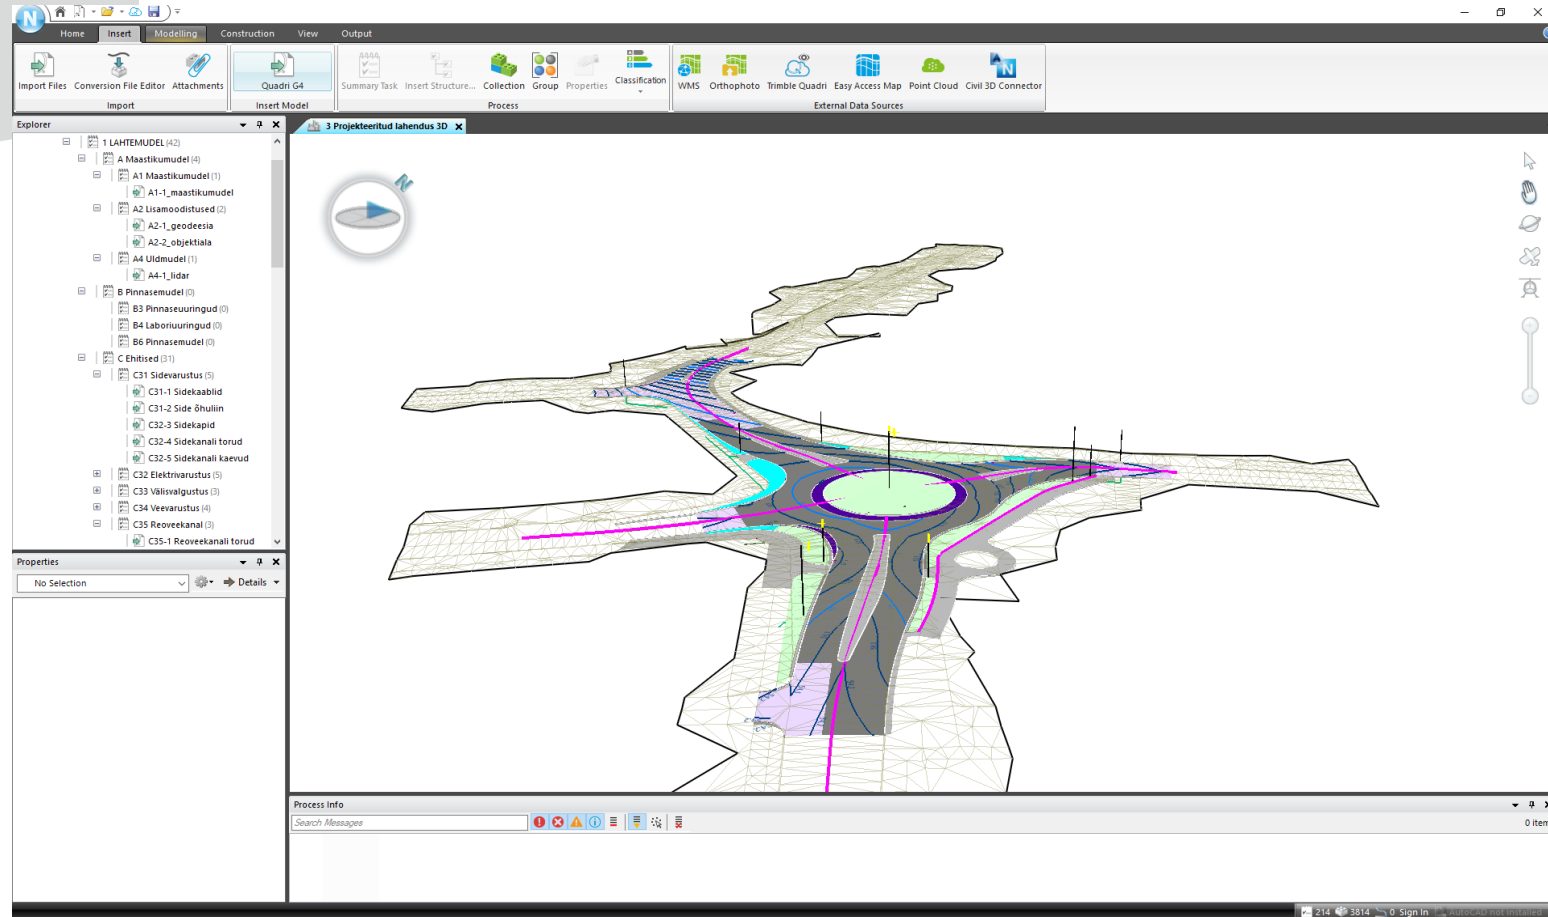 N
Home Insert Modelling Construction View Output
Import Files Conversion File Editor Attachments Quadri G4 Summary Task Insert Structure... Collection Group Properties Classification WMS Orthophoto Trimble Quadri Easy Access Map Point Cloud Civil 3D Connector
Import Insert Model Process External Data Sources
Explorer
3 Projekteeritud lahendus 3D
1 LAHTEMUDEL (42)
A Maastikumudel (4)
A1 Maastikumudel (1)
A1-1_maastikumudel
A2 Lisamoodistused (2)
A2-1_geodeesia
A2-2_objektiala
A4 Uldmudel (1)
A4-1_lidar
B Pinnasemudel (0)
B3 Pinnaseuuringud (0)
B4 Laboriuuringud (0)
B6 Pinnasemudel (0)
C Ehitised (31)
C31 Sidevarustus (5)
C31-1 Sidekaablid
C31-2 Side õhuliin
C32-3 Sidekapid
C32-4 Sidekanali torud
C32-5 Sidekanali kaevud
C32 Elektrivarustus (5)
C33 Välisvalgustus (3)
C34 Veevarustus (4)
C35 Reoveekanal (3)
C35-1 Reoveekanali torud
N
Properties
No Selection Details
Process Info
Search Messages
0 item
214 3814 0 Sign In AutoCAD not installed